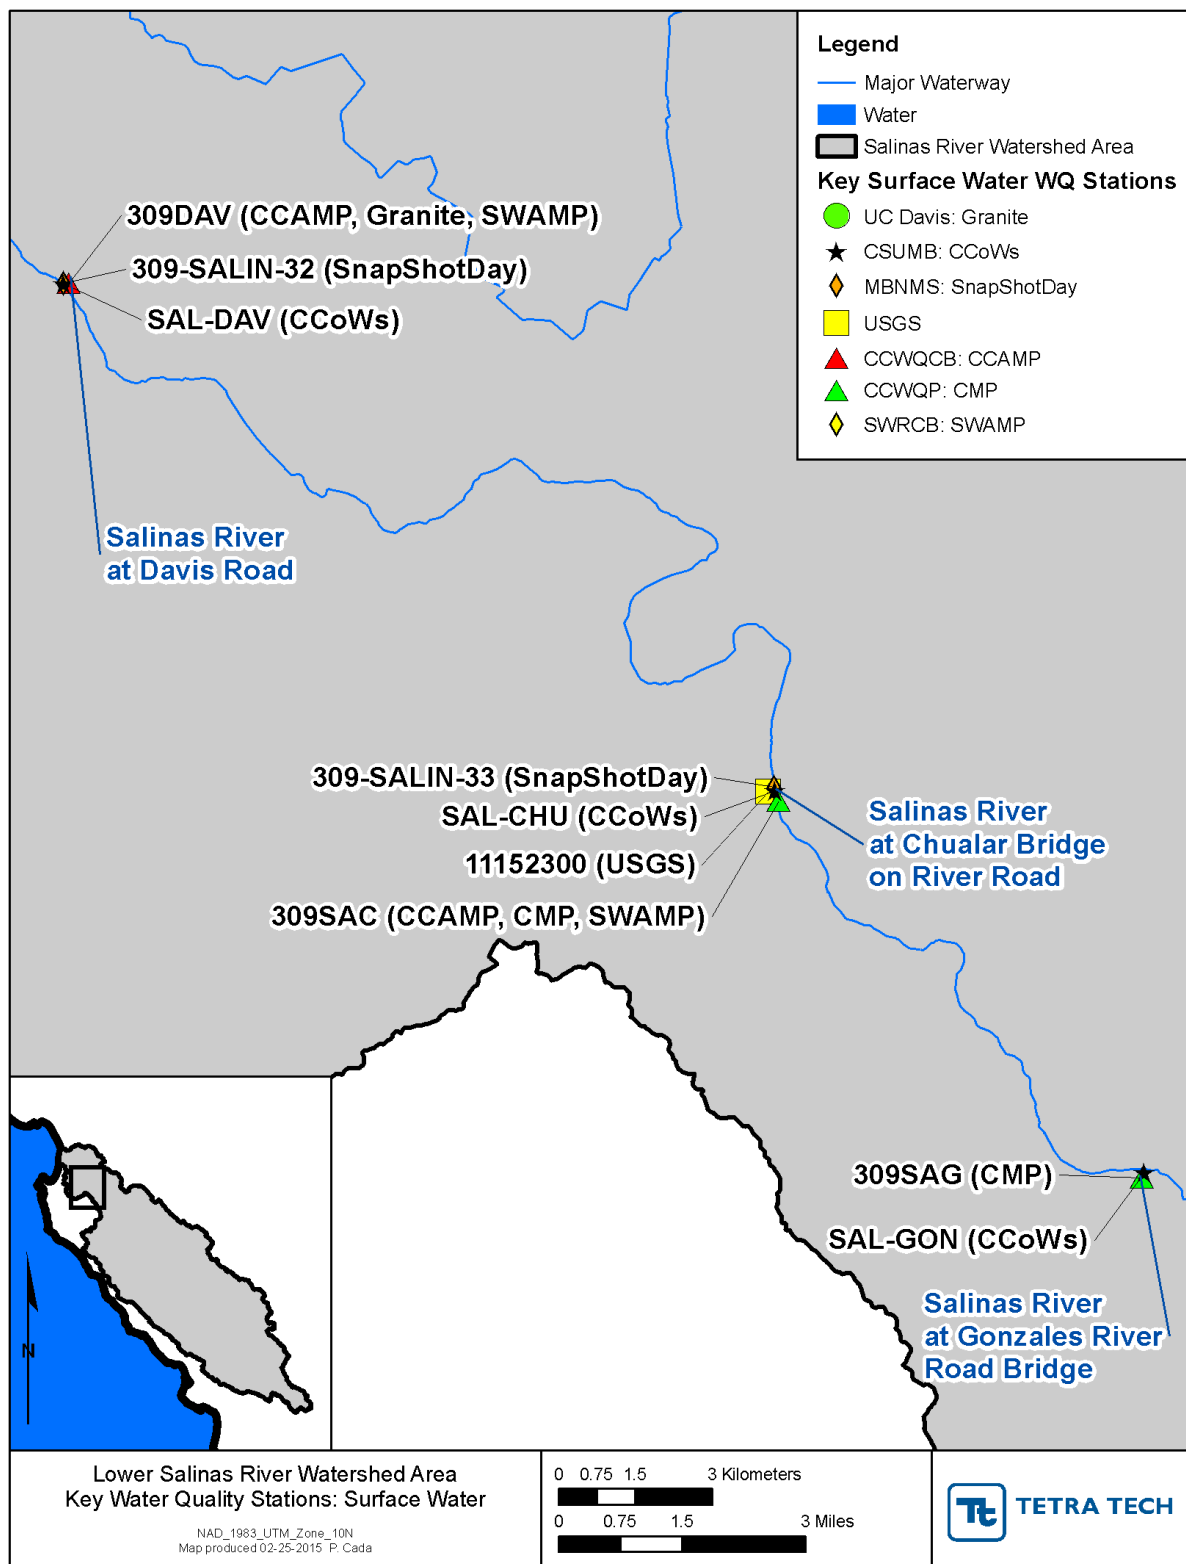 Legend
Major Waterway
Water
Salinas River Watershed Area
Key Surface Water WQ Stations
UC Davis: Granite
CSUMB: CCoWs
MBNMS: SnapShotDay
USGS
CCWQCB: CCAMP
CCWQP: CMP
SWRCB: SWAMP
309DAV (CCAMP, Granite, SWAMP)
309-SALIN-32 (SnapShotDay)
SAL-DAV (CCoWs)
Salinas River
at Davis Road
309-SALIN-33 (SnapShotDay)
SAL-CHU (CCoWs)
11152300 (USGS)
309SAC (CCAMP, CMP, SWAMP)
Salinas River
at Chualar Bridge
on River Road
309SAG (CMP)
SAL-GON (CCoWs)
Salinas River
at Gonzales River
Road Bridge
N
Lower Salinas River Watershed Area
Key Water Quality Stations: Surface Water
NAD_1983_UTM_Zone_10N
Map produced 02-25-2015 P. Cada
0 0.75 1.5 3 Kilometers
0 0.75 1.5 3 Miles
Tt
TETRA TECH